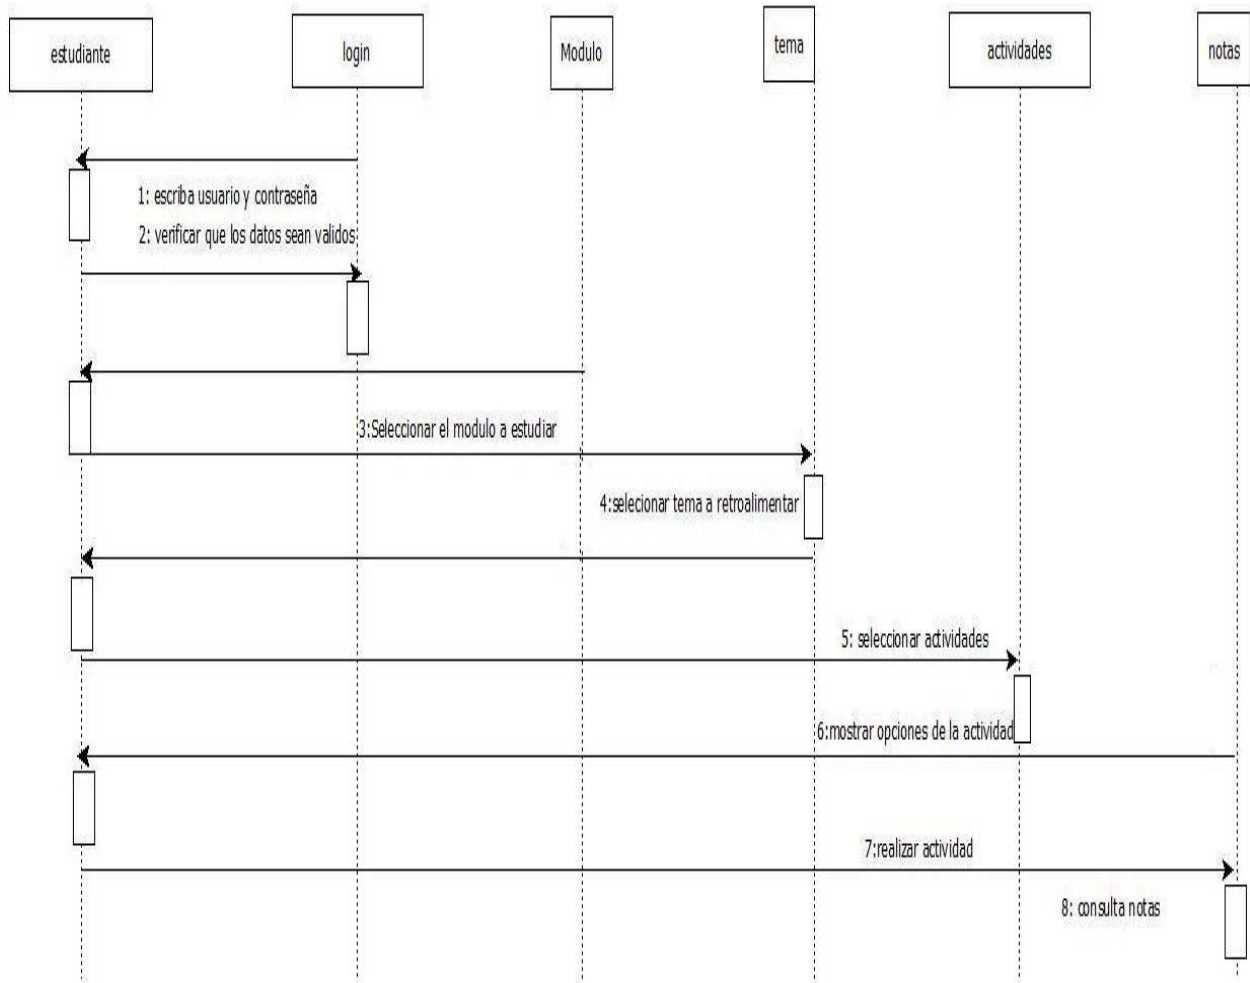 estudiante
login
Modulo
tema
actividades
notas
1: escriba usuario y contraseña
2: verificar que los datos sean validos
3:Seleccionar el modulo a estudiar
4:selecionar tema a retroalimentar
5: seleccionar actividades
6:mostrar opciones de la actividad
7:realizar actividad
8: consulta notas